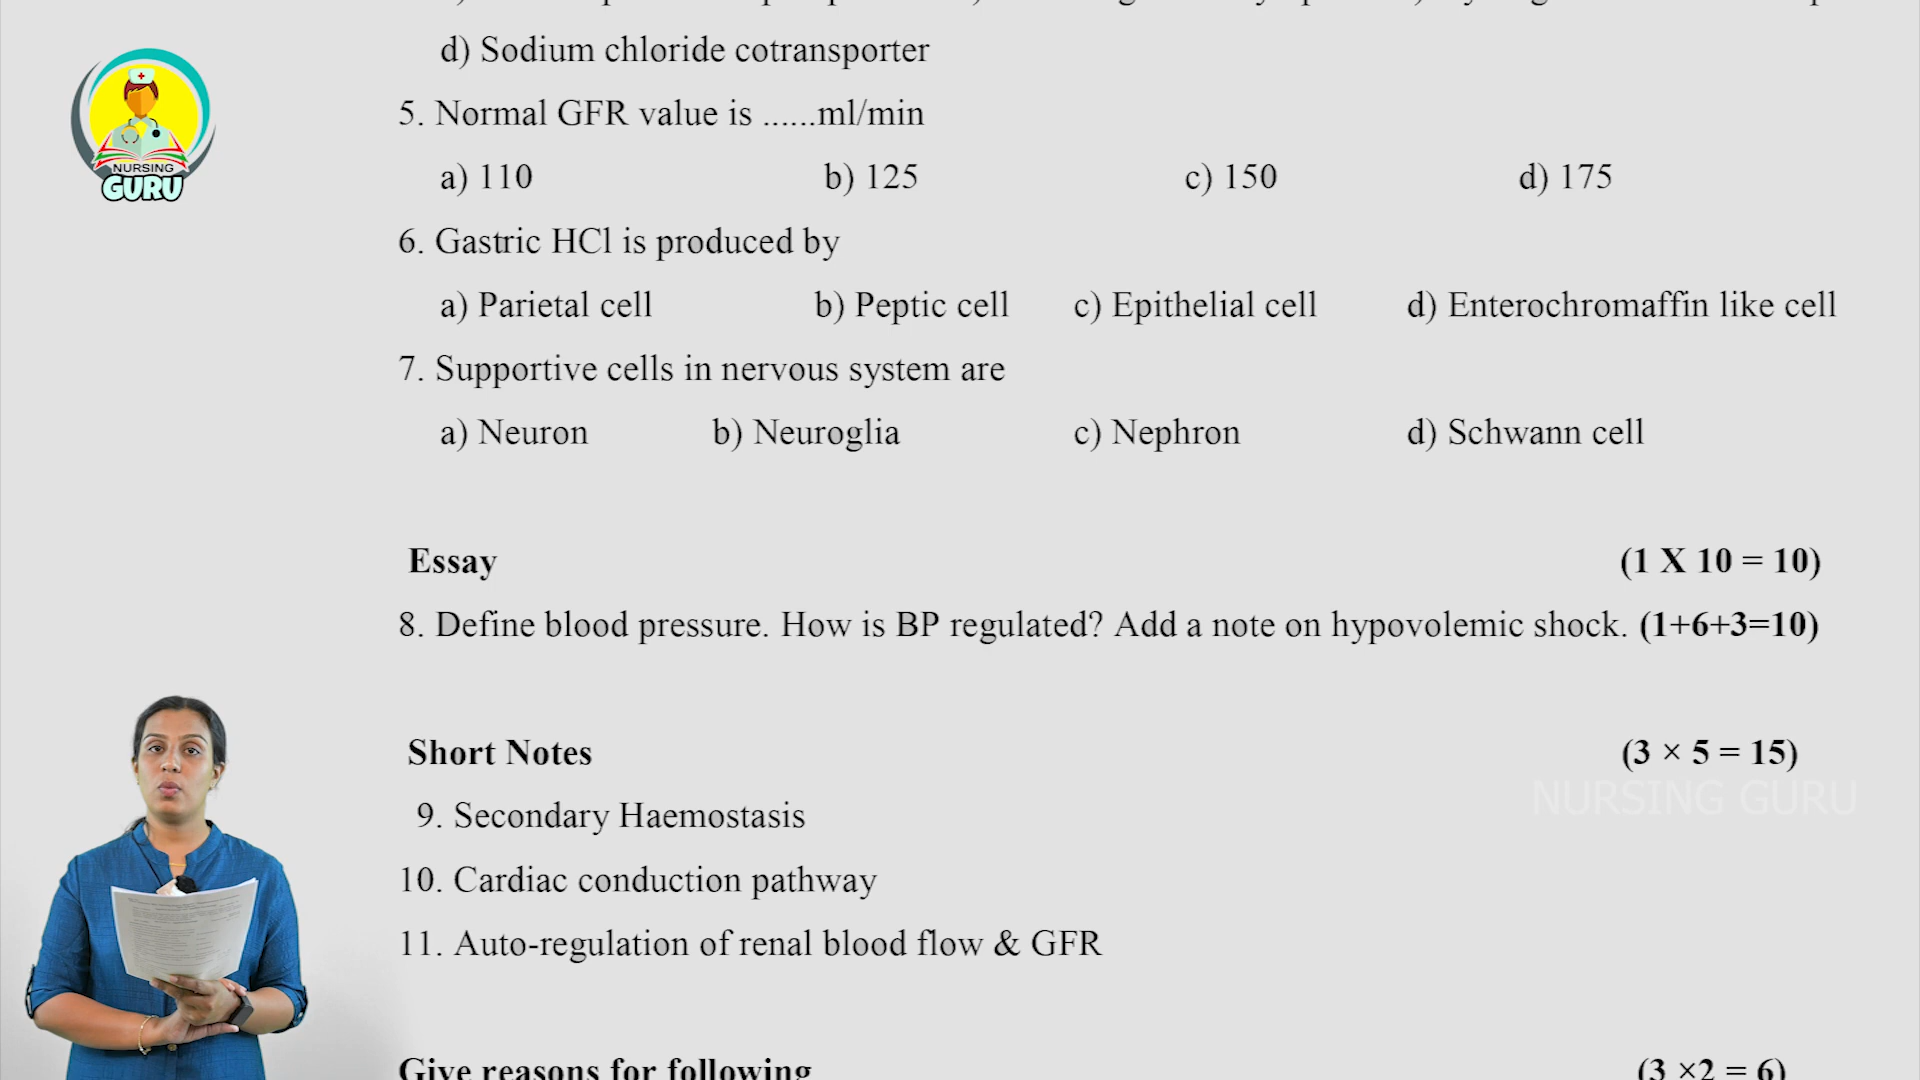 d) Sodium chloride cotransporter
5. Normal GFR value is ......ml/min
a) 110 b) 125 c) 150 d) 175
6. Gastric HCl is produced by
a) Parietal cell b) Peptic cell c) Epithelial cell d) Enterochromaffin like cell
7. Supportive cells in nervous system are
a) Neuron b) Neuroglia c) Nephron d) Schwann cell
Essay (1 X 10 = 10)
8. Define blood pressure. How is BP regulated? Add a note on hypovolemic shock. (1+6+3=10)
Short Notes (3 × 5 = 15)
9. Secondary Haemostasis
10. Cardiac conduction pathway
11. Auto-regulation of renal blood flow & GFR
Give reasons for following (3 ×2 = 6)
NURSING
GURU
NURSING GURU